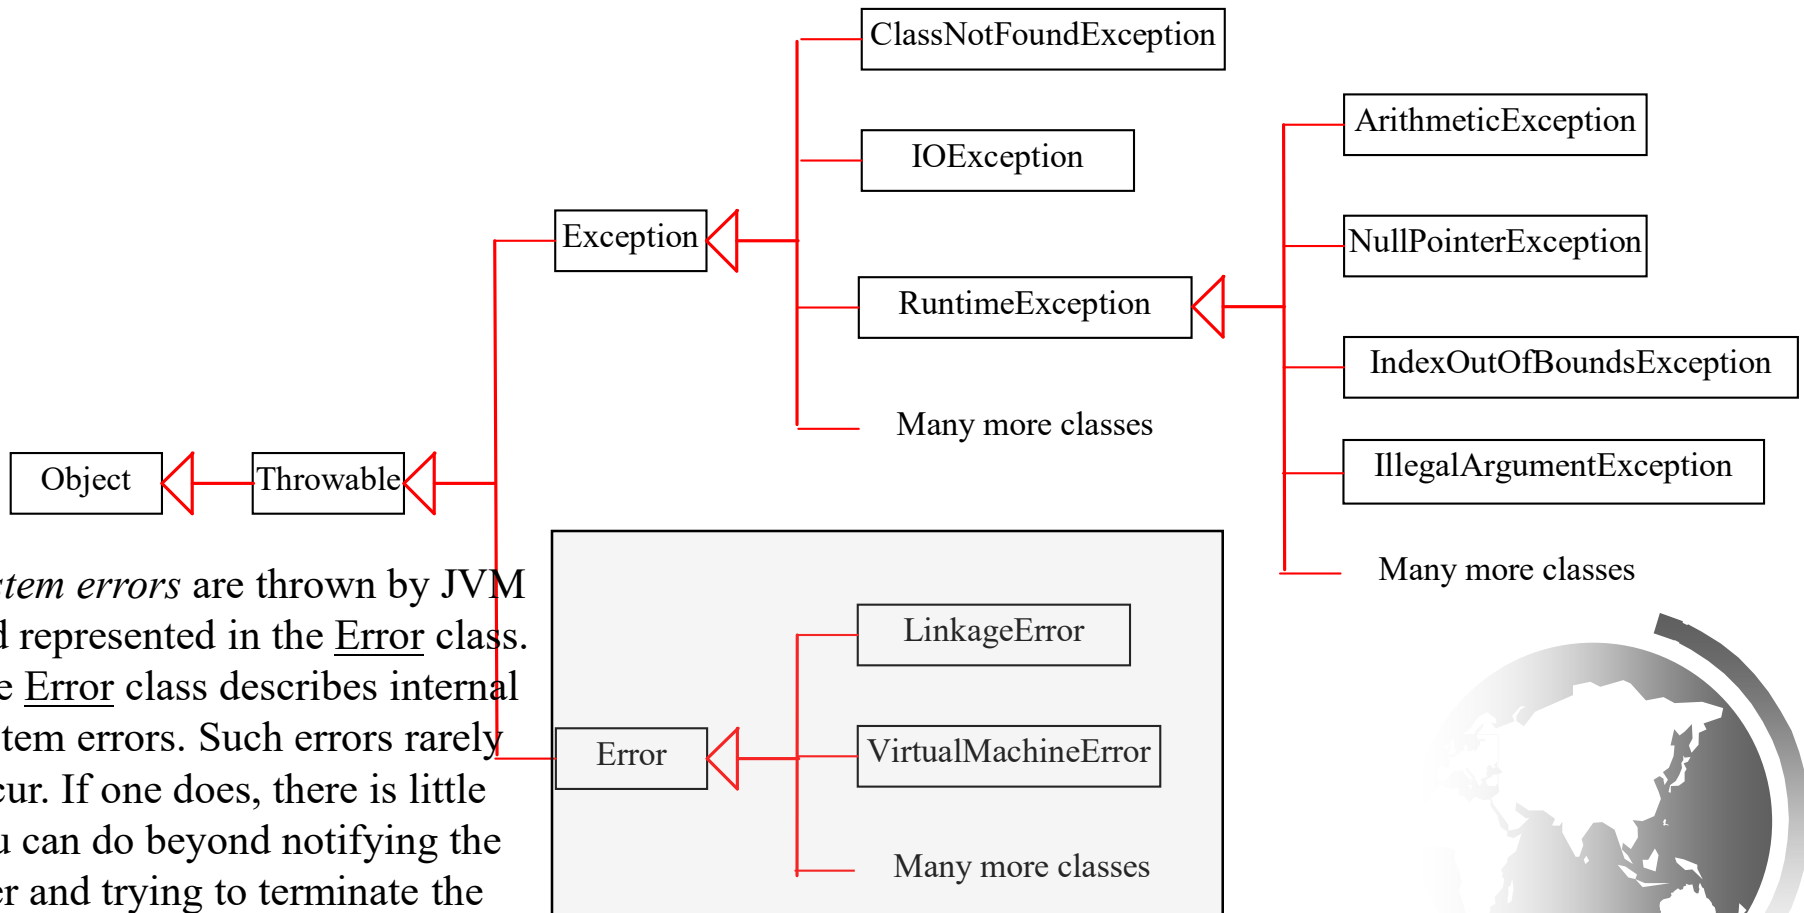 ClassNotFoundException
ArithmeticException
IOException
NullPointerException
Exception
RuntimeException
IndexOutOfBoundsException
Many more classes
IllegalArgumentException
Object
Throwable
Many more classes
tem errors are thrown by JVM
represented in the Error class.
Error class describes internal
tem errors. Such errors rarely
cur. If one does, there is little
can do beyond notifying the
er and trying to terminate the
LinkageError
Error
VirtualMachineError
Many more classes